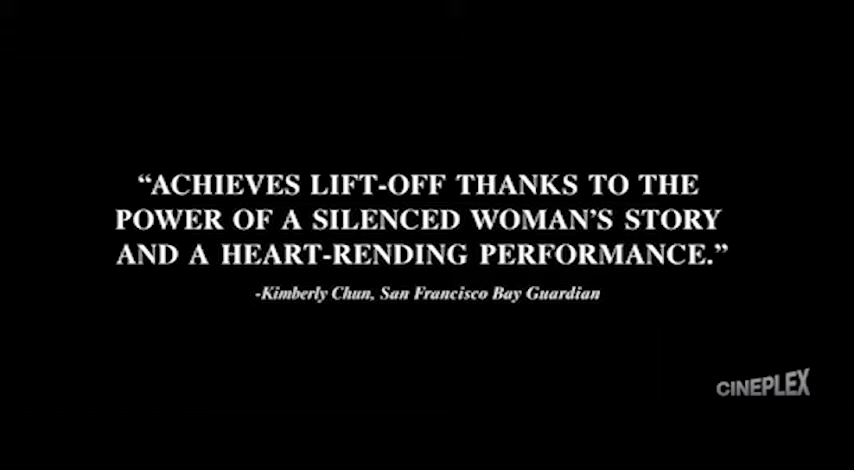 “ACHIEVES LIFT-OFF THANKS TO THE
POWER OF A SILENCED WOMAN’S STORY
AND A HEART-RENDING PERFORMANCE.”
-Kimberly Chun, San Francisco Bay Guardian
CINEPLEX